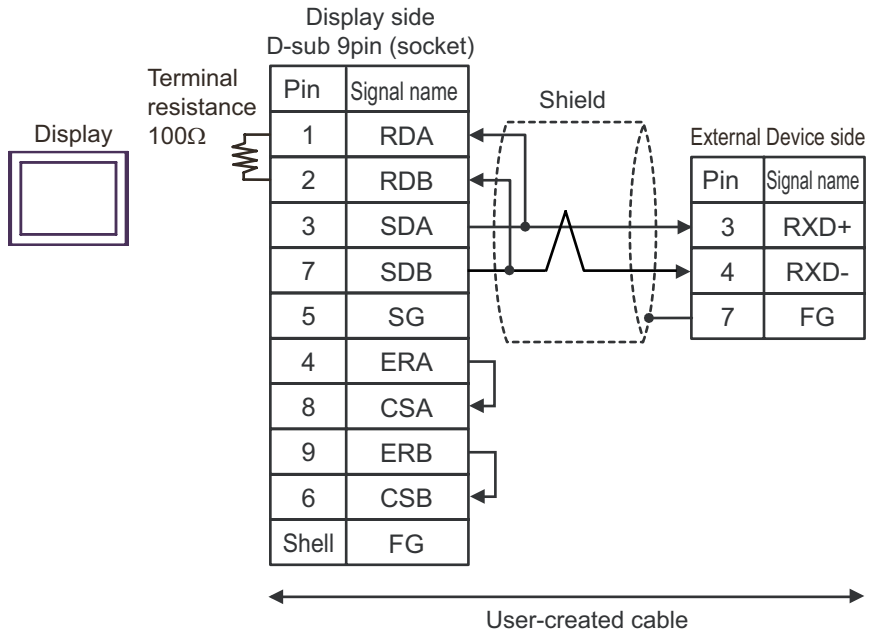 Display side
D-sub 9pin (socket)
Terminal
resistance
100Ω
Display
Shield
Pin Signal name
1 RDA
2 RDB
3 SDA
7 SDB
5 SG
4 ERA
8 CSA
9 ERB
6 CSB
Shell FG
External Device side
Pin Signal name
3 RXD+
4 RXD-
7 FG
User-created cable